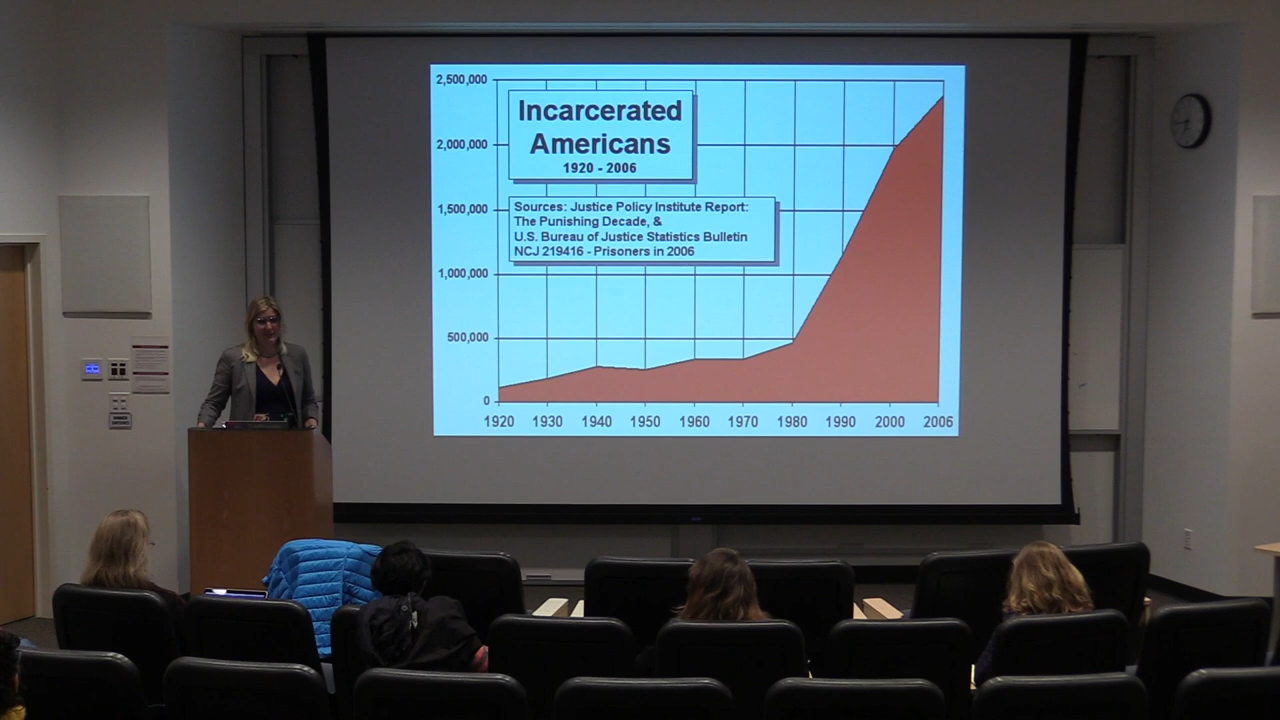 2,500,000
2,000,000
1,500,000
1,000,000
500,000
0
Incarcerated
Americans
1920 - 2006
Sources: Justice Policy Institute Report:
The Punishing Decade, &
U.S. Bureau of Justice Statistics Bulletin
NCJ 219416 - Prisoners in 2006
1920 1930 1940 1950 1960 1970 1980 1990 2000 2006